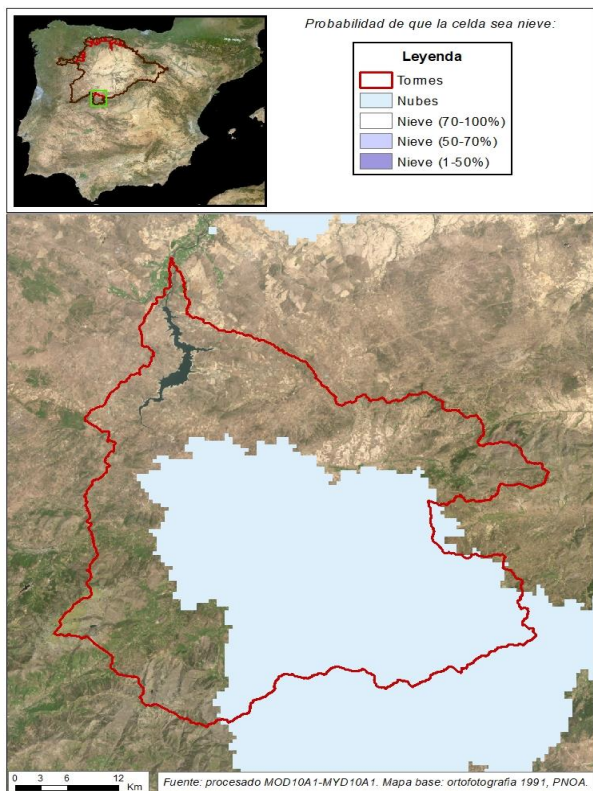 Probabilidad de que la celda sea nieve:
Leyenda
Tormes
Nubes
Nieve (70-100%)
Nieve (50-70%)
Nieve (1-50%)
0 3 6 12
Km
Fuente: procesado MOD10A1-MYD10A1. Mapa base: ortofotografia 1991, PNOA.